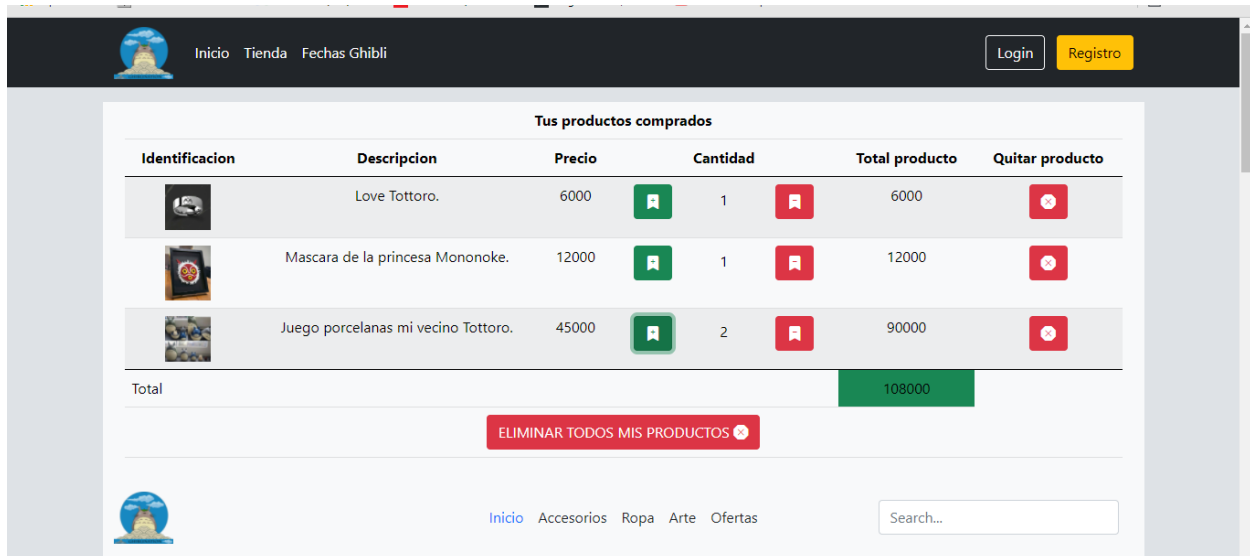 Inicio Tienda Fechas Ghibli Login Registro
Tus productos comprados
Identificacion Descripcion Precio Cantidad Total producto Quitar producto
Love Tottoro. 6000 1 6000
Mascara de la princesa Mononoke. 12000 1 12000
Juego porcelanas mi vecino Tottoro. 45000 2 90000
Total 108000
ELIMINAR TODOS MIS PRODUCTOS
Inicio Accesorios Ropa Arte Ofertas Search...